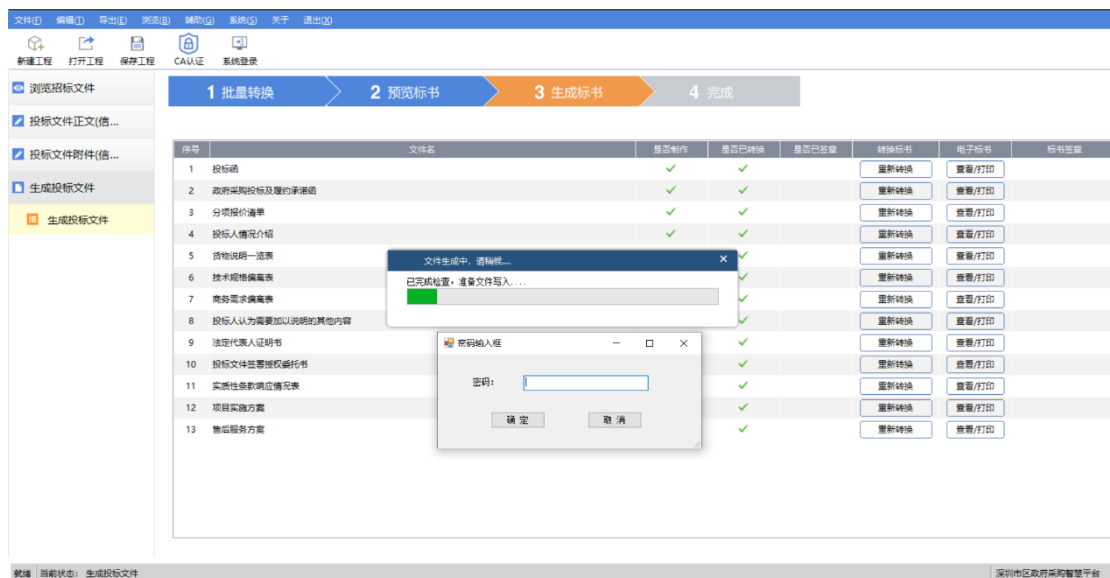 文件(F) 编辑(T) 导出(E) 浏览(B) 辅助(G) 系统(S) 关于 退出(X)
新建工程 打开工程 保存工程 CA认证 系统登录
浏览招标文件
投标文件正文(信...
投标文件附件(信...
生成投标文件
生成投标文件
1 批量转换 2 预览标书 3 生成标书 4 完成
序号 文件名 是否制作 是否已转换 是否已签章 转换标书 电子标书 标书签章
1 投标函 重新转换 查看/打印
2 政府采购投标及履约承诺函 重新转换 查看/打印
3 分项报价清单 重新转换 查看/打印
4 投标人情况介绍 重新转换 查看/打印
5 货物说明一览表 重新转换 查看/打印
6 技术规格偏离表 重新转换 查看/打印
7 商务需求偏离表 重新转换 查看/打印
8 投标人认为需要加以说明的其他内容 重新转换 查看/打印
9 法定代表人证明书 重新转换 查看/打印
10 投标文件签署授权委托书 重新转换 查看/打印
11 实质性条款响应情况表 重新转换 查看/打印
12 项目实施方案 重新转换 查看/打印
13 售后服务方案 重新转换 查看/打印
文件生成中，请稍候....
已完成检查，准备文件写入....
密码输入框
密码：
确定 取消
就绪 当前状态： 生成投标文件 深圳市区政府采购智慧平台